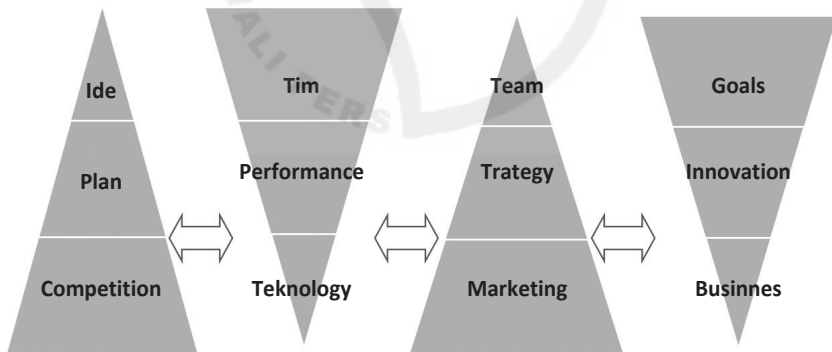 Ide
Plan
Competition
Tim
Performance
Teknology
Team
Trategy
Marketing
Goals
Innovation
Businnes